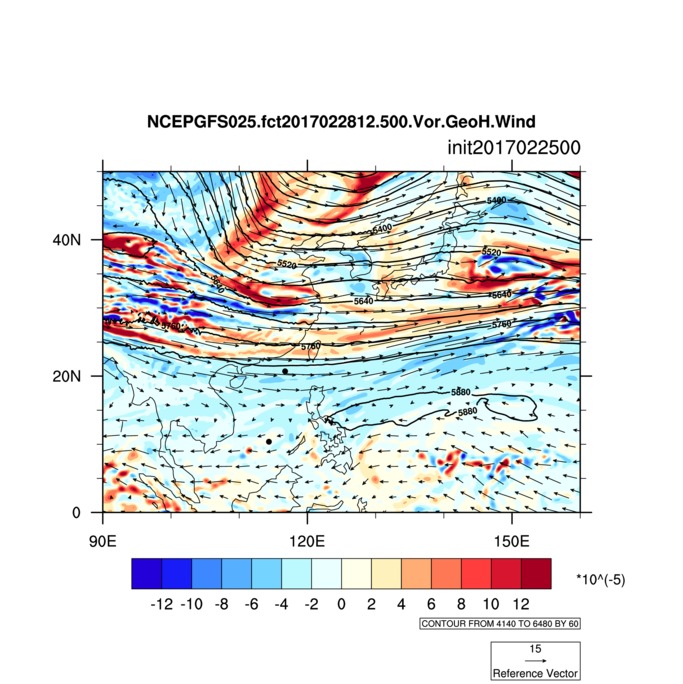 NCEPGFS025.fct2017022812.500.Vor.GeoH.Wind
init2017022500
5400
5400
40N
5520
5520
5640
5640
5640
5760
5760
5760
20N
5880
5880
0
90E 120E 150E
-12 -10 -8 -6 -4 -2 0 2 4 6 8 10 12
*10^(-5)
CONTOUR FROM 4140 TO 6480 BY 60
15
Reference Vector